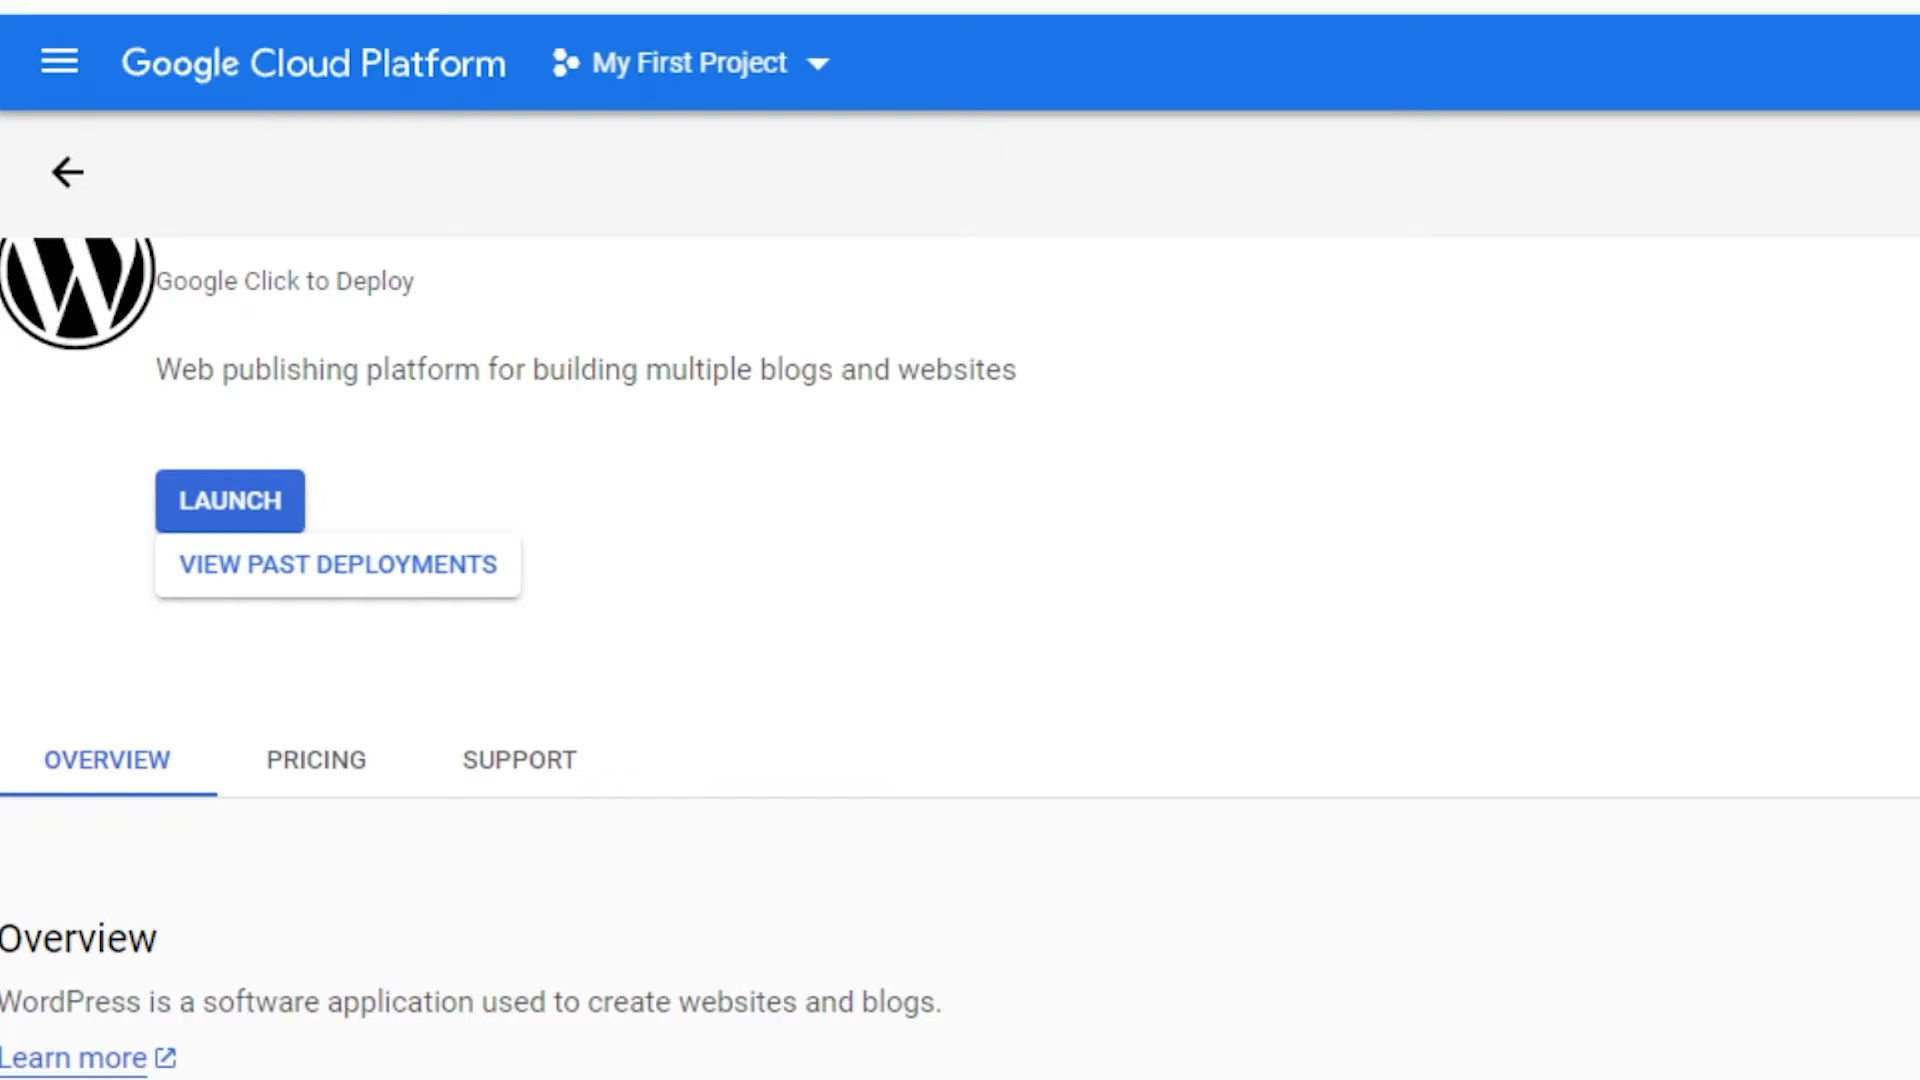 Google Cloud Platform My First Project
Google Click to Deploy
Web publishing platform for building multiple blogs and websites
LAUNCH
VIEW PAST DEPLOYMENTS
OVERVIEW PRICING SUPPORT
Overview
WordPress is a software application used to create websites and blogs.
Learn more